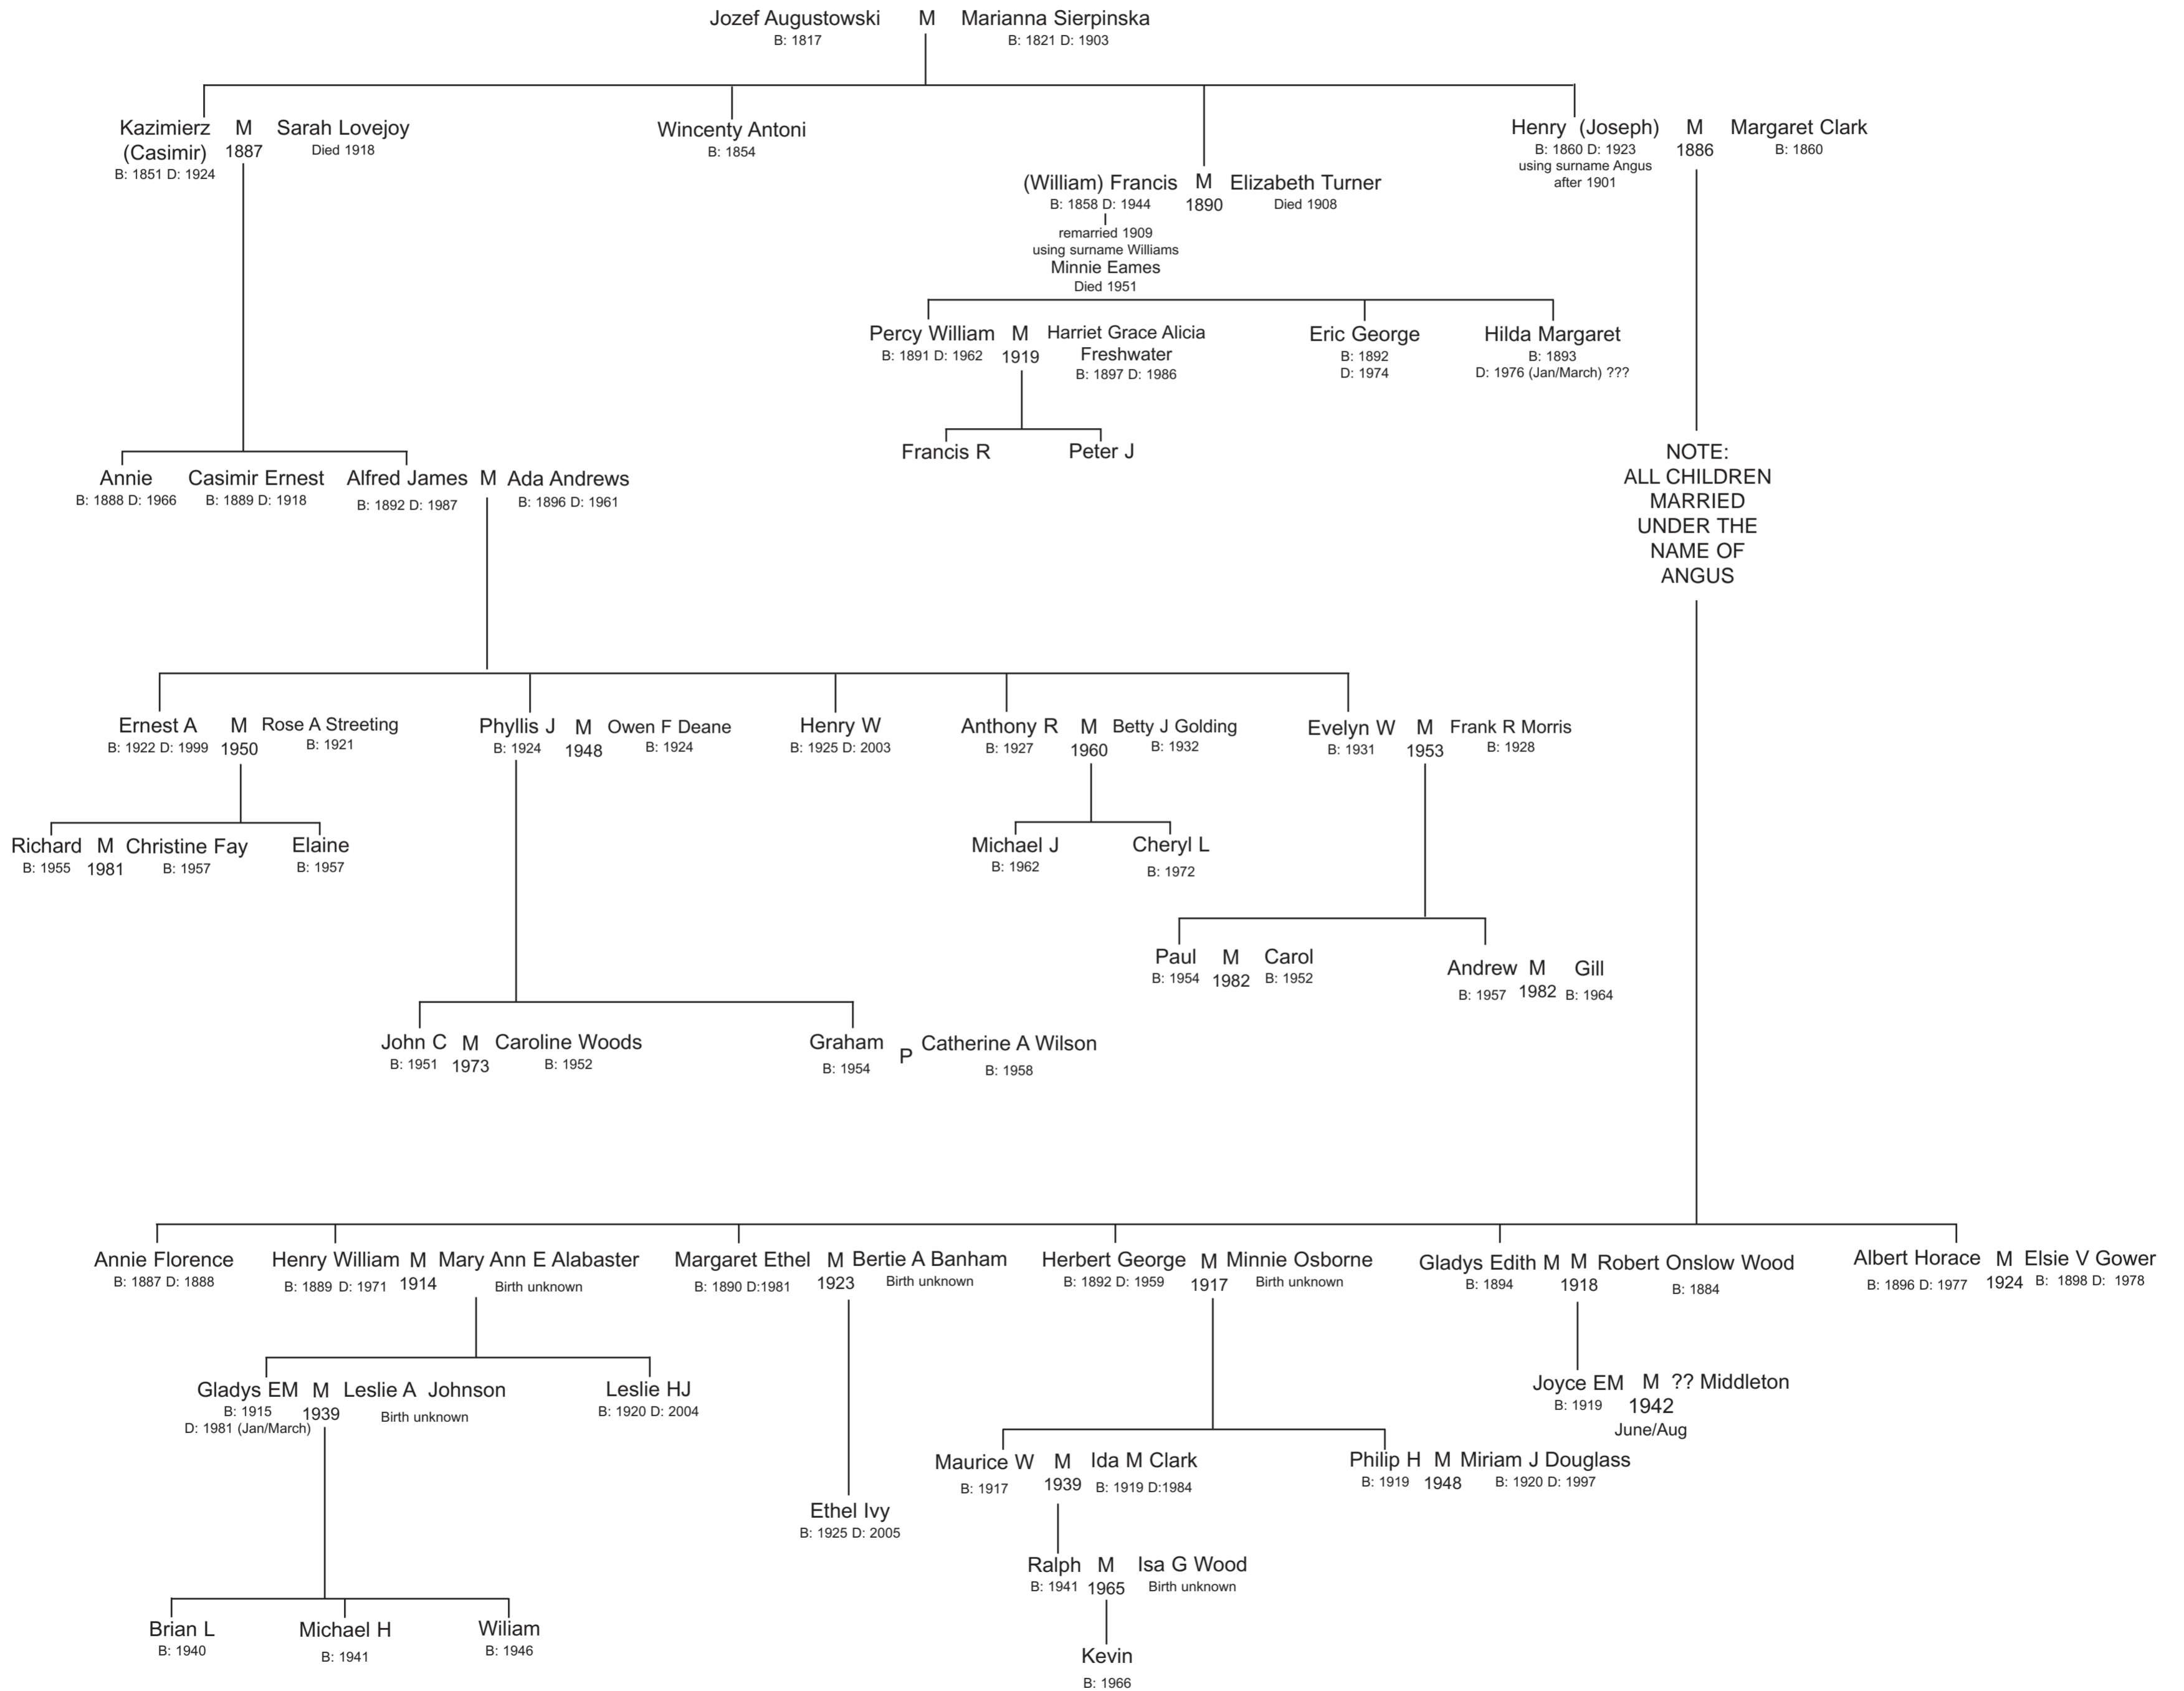 Jozef Augustowski M Marianna Sierpinska
B: 1817 B: 1821 D: 1903
Kazimierz M Sarah Lovejoy
(Casimir) 1887 Died 1918
B: 1851 D: 1924
Wincenty Antoni
B: 1854
(William) Francis M Elizabeth Turner
B: 1858 D: 1944 1890 Died 1908
remarried 1909
using surname Williams
Minnie Eames
Died 1951
Henry (Joseph) M Margaret Clark
B: 1860 D: 1923 1886 B: 1860
using surname Angus
after 1901
Percy William M Harriet Grace Alicia
Freshwater
B: 1891 D: 1962 1919 B: 1897 D: 1986
Eric George
B: 1892
D: 1974
Hilda Margaret
B: 1893
D: 1976 (Jan/March) ???
Francis R Peter J
NOTE:
ALL CHILDREN
MARRIED
UNDER THE
NAME OF
ANGUS
Annie
B: 1888 D: 1966
Casimir Ernest
B: 1889 D: 1918
Alfred James M Ada Andrews
B: 1892 D: 1987 B: 1896 D: 1961
Ernest A M Rose A Streeting
B: 1922 D: 1999 1950 B: 1921
Phyllis J M Owen F Deane
B: 1924 1948 B: 1924
Henry W
B: 1925 D: 2003
Anthony R M Betty J Golding
B: 1927 1960 B: 1932
Evelyn W M Frank R Morris
B: 1931 1953 B: 1928
Richard M Christine Fay
B: 1955 1981 B: 1957
Elaine
B: 1957
Michael J
B: 1962
Cheryl L
B: 1972
Paul M Carol
B: 1954 1982 B: 1952
Andrew M Gill
B: 1957 1982 B: 1964
John C M Caroline Woods
B: 1951 1973 B: 1952
Graham P Catherine A Wilson
B: 1954 B: 1958
Annie Florence
B: 1887 D: 1888
Henry William M Mary Ann E Alabaster
B: 1889 D: 1971 1914 Birth unknown
Margaret Ethel M Bertie A Banham
B: 1890 D:1981 1923 Birth unknown
Herbert George M Minnie Osborne
B: 1892 D: 1959 1917 Birth unknown
Gladys Edith M M Robert Onslow Wood
B: 1894 1918 B: 1884
Albert Horace M Elsie V Gower
B: 1896 D: 1977 1924 B: 1898 D: 1978
Gladys EM M Leslie A Johnson
B: 1915 1939 Birth unknown
D: 1981 (Jan/March)
Leslie HJ
B: 1920 D: 2004
Joyce EM M ?? Middleton
B: 1919 1942
June/Aug
Maurice W M Ida M Clark
B: 1917 1939 B: 1919 D:1984
Philip H M Miriam J Douglass
B: 1919 1948 B: 1920 D: 1997
Ethel Ivy
B: 1925 D: 2005
Ralph M Isa G Wood
B: 1941 1965 Birth unknown
Brian L
B: 1940
Michael H
B: 1941
Wiliam
B: 1946
Kevin
B: 1966